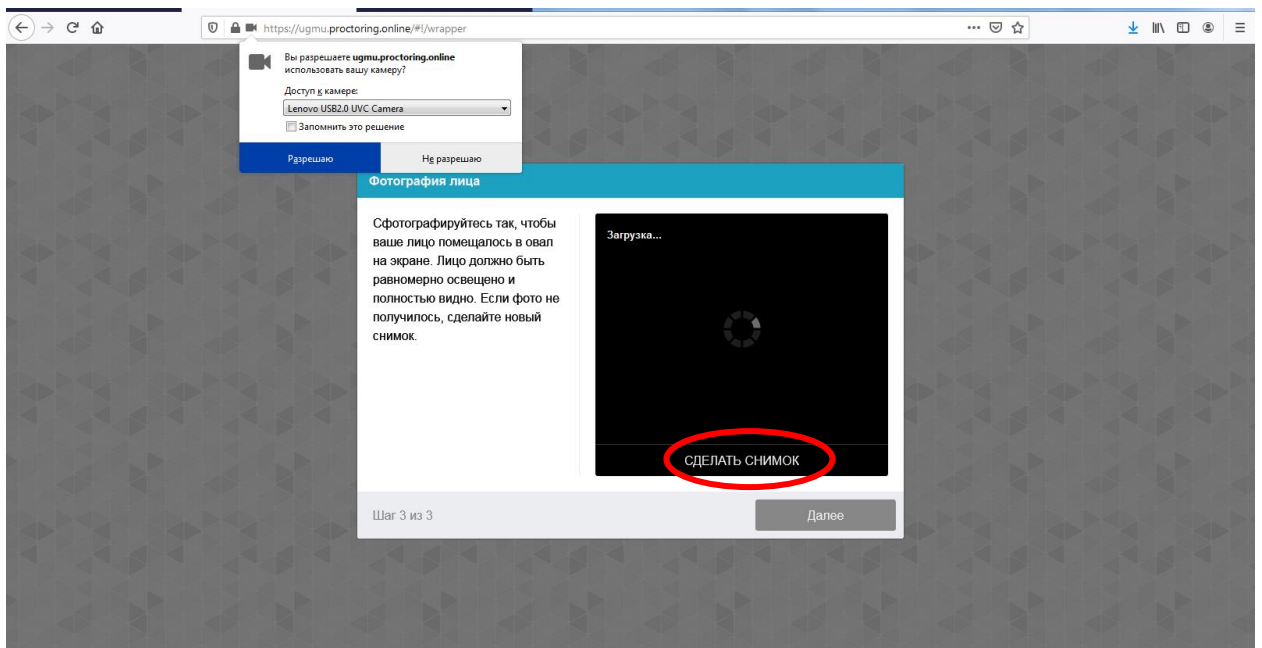 https://ugmu.proctoring.online/#!/wrapper
Вы разрешаете ugmu.proctoring.online
использовать вашу камеру?
Доступ к камере:
Lenovo USB2.0 UVC Camera
Запомнить это решение
Разрешаю
Не разрешаю
Фотография лица
Сфотографируйтесь так, чтобы
ваше лицо помещалось в овал
на экране. Лицо должно быть
равномерно освещено и
полностью видно. Если фото не
получилось, сделайте новый
снимок.
Загрузка...
СДЕЛАТЬ СНИМОК
Шаг 3 из 3
Далее